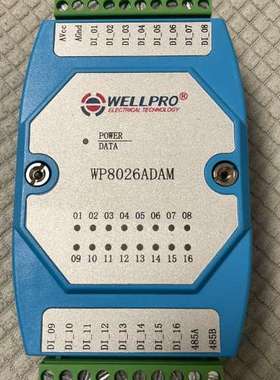 AVcc AGnd DI_01 DI_02 DI_03 DI_04 DI_05 DI_06 DI_07 DI_08
WELLPRO
ELECTRICAL TECHNOLOGY
POWER
DATA
WP8026ADAM
01 02 03 04 05 06 07 08
09 10 11 12 13 14 15 16
DI_09 DI_10 DI_11 DI_12 DI_13 DI_14 DI_15 DI_16 485A 485B